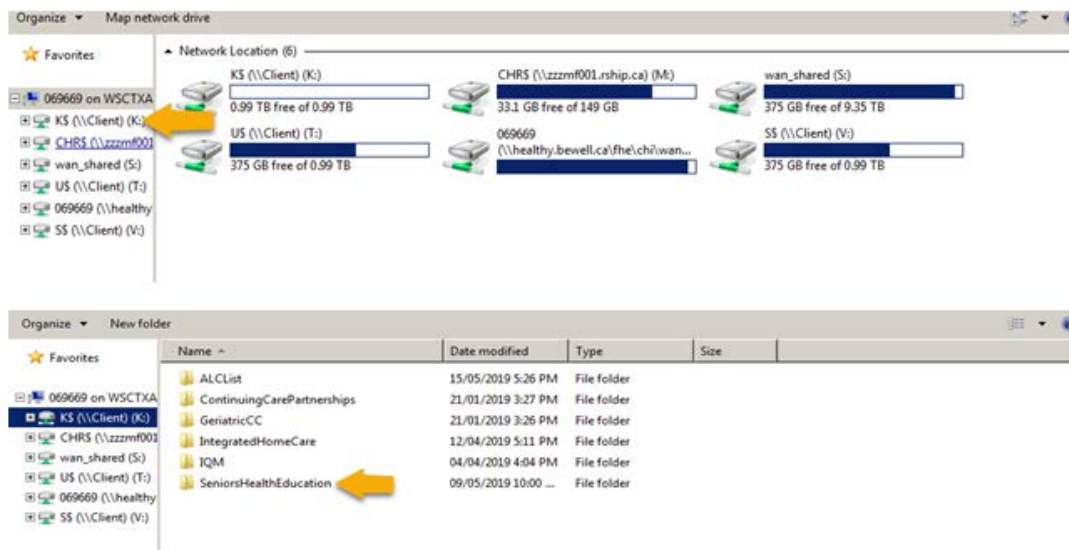 Organize Map network drive
Favorites
069669 on WSCTXA
K$ (\\Client) (K:)
CHR$ (\\zzzmf001
wan_shared (S:)
U$ (\\Client) (T:)
069669 (\\healthy
S$ (\\Client) (V:)
Network Location (6)
K$ (\\Client) (K:)
0.99 TB free of 0.99 TB
CHR$ (\\zzzmf001.rship.ca) (M:)
33.1 GB free of 149 GB
wan_shared (S:)
375 GB free of 9.35 TB
U$ (\\Client) (T:)
375 GB free of 0.99 TB
069669
(\\healthy.bewell.ca\fhe\chi\wan...
S$ (\\Client) (V:)
375 GB free of 0.99 TB
Organize New folder
Favorites
069669 on WSCTXA
K$ (\\Client) (K:)
CHR$ (\\zzzmf001
wan_shared (S:)
U$ (\\Client) (T:)
069669 (\\healthy
S$ (\\Client) (V:)
Name Date modified Type Size
ALCList 15/05/2019 5:26 PM File folder
ContinuingCarePartnerships 21/01/2019 3:27 PM File folder
GeriatricCC 21/01/2019 3:26 PM File folder
IntegratedHomeCare 12/04/2019 5:11 PM File folder
IQM 04/04/2019 4:04 PM File folder
SeniorsHealthEducation 09/05/2019 10:00 ... File folder